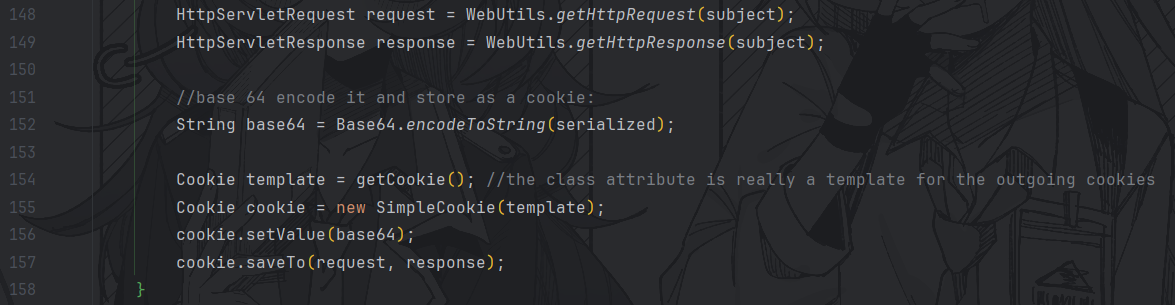 148 HttpServletRequest request = WebUtils.getHttpRequest(subject);
149 HttpServletResponse response = WebUtils.getHttpResponse(subject);
150
151 //base 64 encode it and store as a cookie:
152 String base64 = Base64.encodeToString(serialized);
153
154 Cookie template = getCookie(); //the class attribute is really a template for the outgoing cookies
155 Cookie cookie = new SimpleCookie(template);
156 cookie.setValue(base64);
157 cookie.saveTo(request, response);
158 }